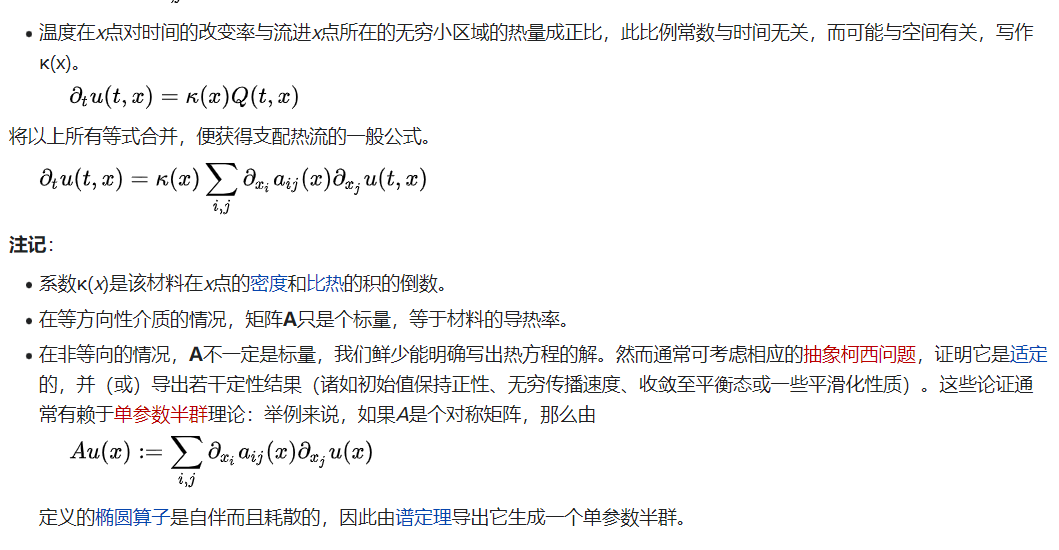 • 温度在x点对时间的改变率与流进x点所在的无穷小区域的热量成正比，此比例常数与时间无关，而可能与空间有关，写作
κ(x)。
∂ₜu(t, x) = κ(x)Q(t, x)
将以上所有等式合并，便获得支配热流的一般公式。
∂ₜu(t, x) = κ(x) ∑_{i,j} ∂_{x_i} a_{ij}(x) ∂_{x_j} u(t, x)
注记：
• 系数κ(x)是该材料在x点的密度和比热的积的倒数。
• 在等方向性介质的情况，矩阵A只是个标量，等于材料的导热率。
• 在非等向的情况，A不一定是标量，我们鲜少能明确写出热方程的解。然而通常可考虑相应的抽象柯西问题，证明它是适定
的，并（或）导出若干定性结果（诸如初始值保持正性、无穷传播速度、收敛至平衡态或一些平滑化性质）。这些论证通
常有赖于单参数半群理论：举例来说，如果A是个对称矩阵，那么由
Au(x) := ∑_{i,j} ∂_{x_i} a_{ij}(x) ∂_{x_j} u(x)
定义的椭圆算子是自伴而且耗散的，因此由谱定理导出它生成一个单参数半群。